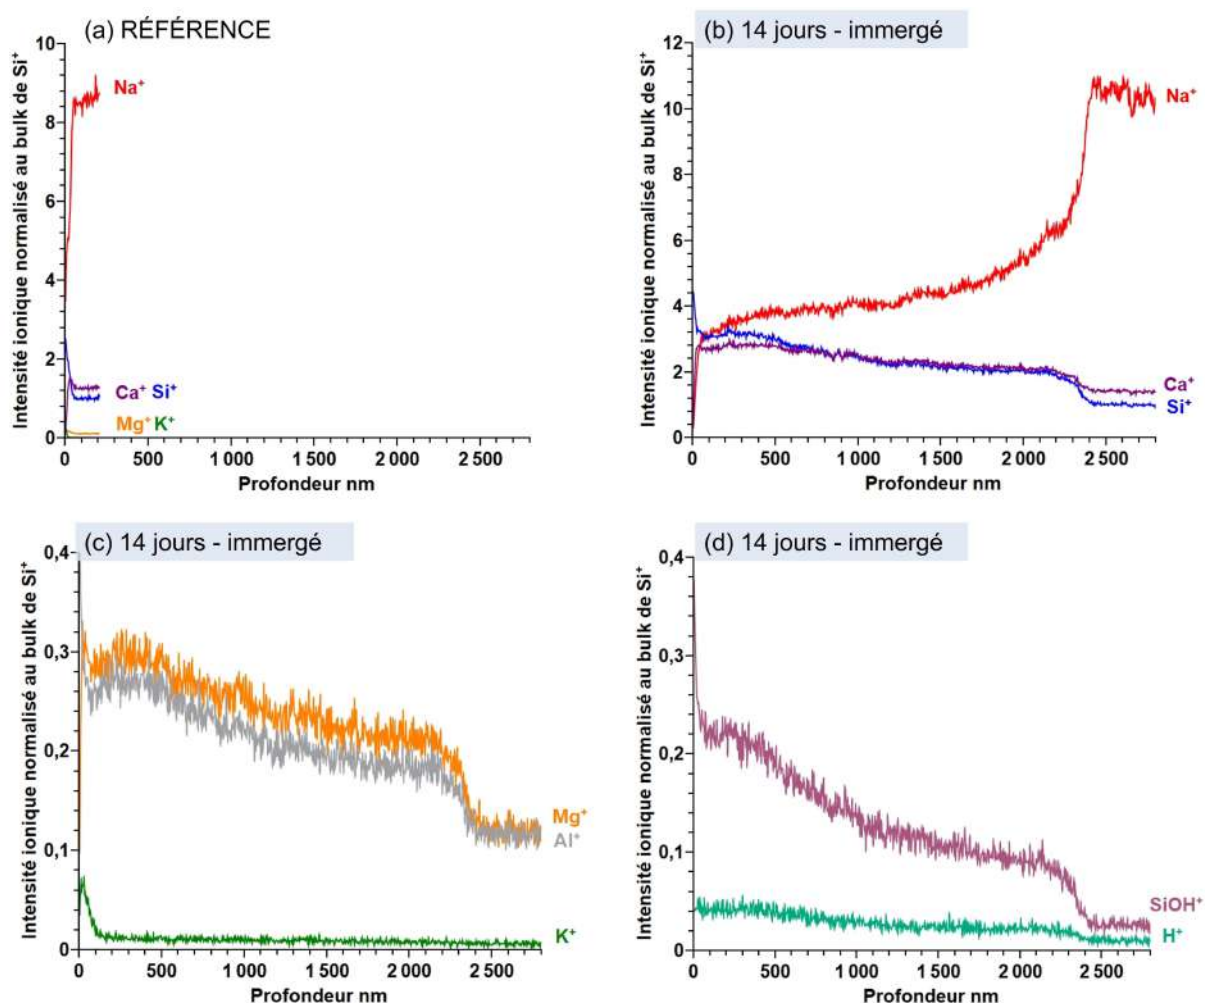 (a) RÉFÉRENCE
Intensité ionique normalisé au bulk de Si⁺
10
8
6
4
2
0
Na⁺
Ca⁺ Si⁺
Mg⁺ K⁺
0 500 1 000 1 500 2 000 2 500
Profondeur nm
(b) 14 jours - immergé
Intensité ionique normalisé au bulk de Si⁺
12
10
8
6
4
2
0
Na⁺
Ca⁺
Si⁺
0 500 1 000 1 500 2 000 2 500
Profondeur nm
(c) 14 jours - immergé
Intensité ionique normalisé au bulk de Si⁺
0,4
0,3
0,2
0,1
0
Mg⁺
Al⁺
K⁺
0 500 1 000 1 500 2 000 2 500
Profondeur nm
(d) 14 jours - immergé
Intensité ionique normalisé au bulk de Si⁺
0,4
0,3
0,2
0,1
0
SiOH⁺
H⁺
0 500 1 000 1 500 2 000 2 500
Profondeur nm